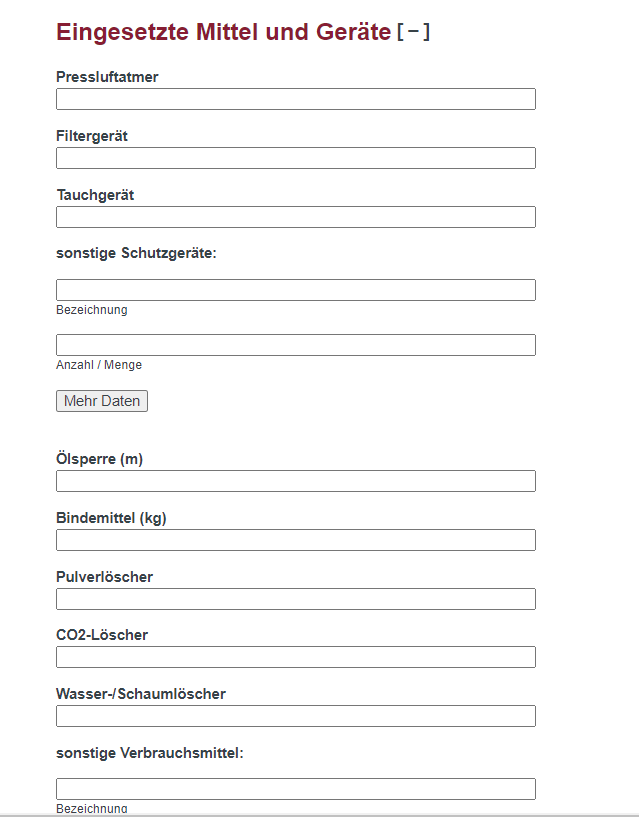 Eingesetzte Mittel und Geräte [−]
Pressluftatmer
Filtergerät
Tauchgerät
sonstige Schutzgeräte:
Bezeichnung
Anzahl / Menge
Mehr Daten
Ölsperre (m)
Bindemittel (kg)
Pulverlöscher
CO2-Löscher
Wasser-/Schaumlöscher
sonstige Verbrauchsmittel:
Bezeichnung